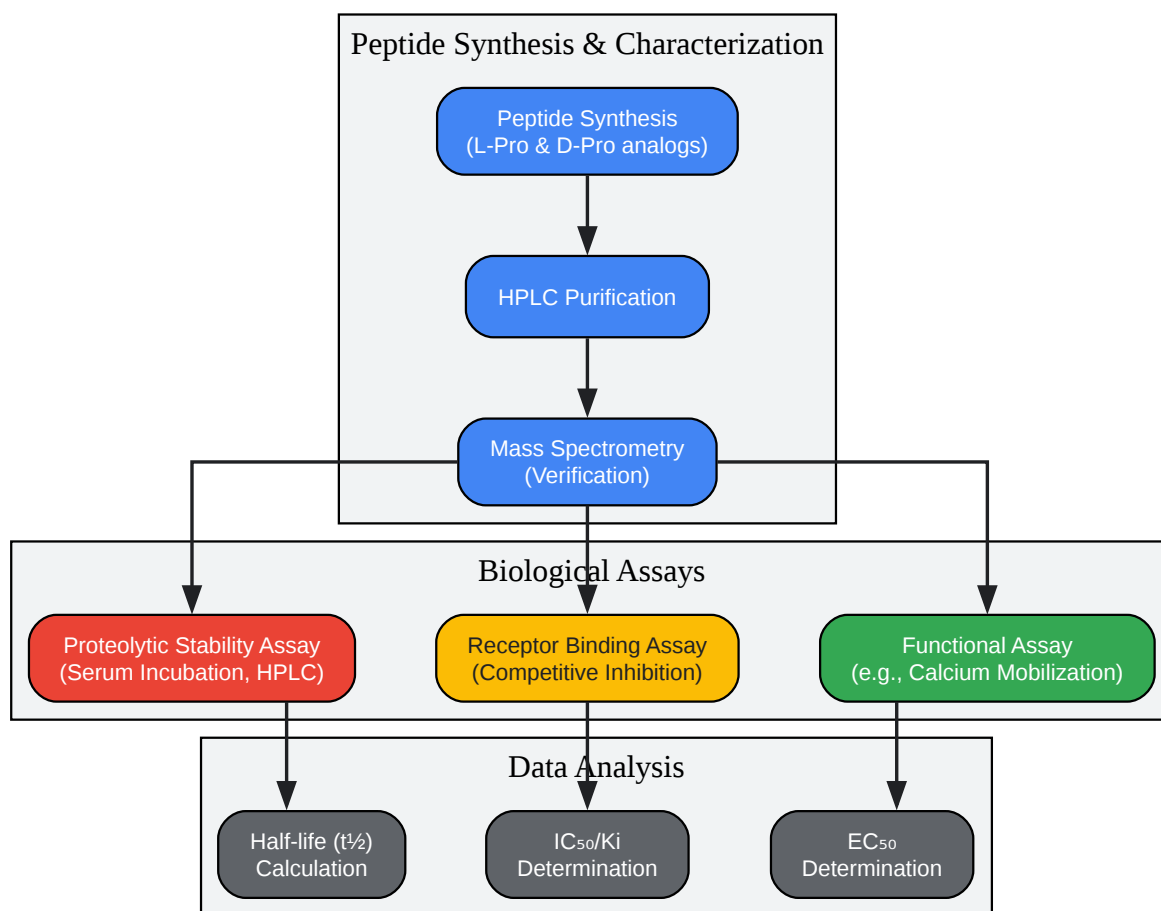 Peptide Synthesis & Characterization
Peptide Synthesis
(L-Pro & D-Pro analogs)
HPLC Purification
Mass Spectrometry
(Verification)
Biological Assays
Proteolytic Stability Assay
(Serum Incubation, HPLC)
Receptor Binding Assay
(Competitive Inhibition)
Functional Assay
(e.g., Calcium Mobilization)
Data Analysis
Half-life (t½)
Calculation
IC₅₀/Ki
Determination
EC₅₀
Determination